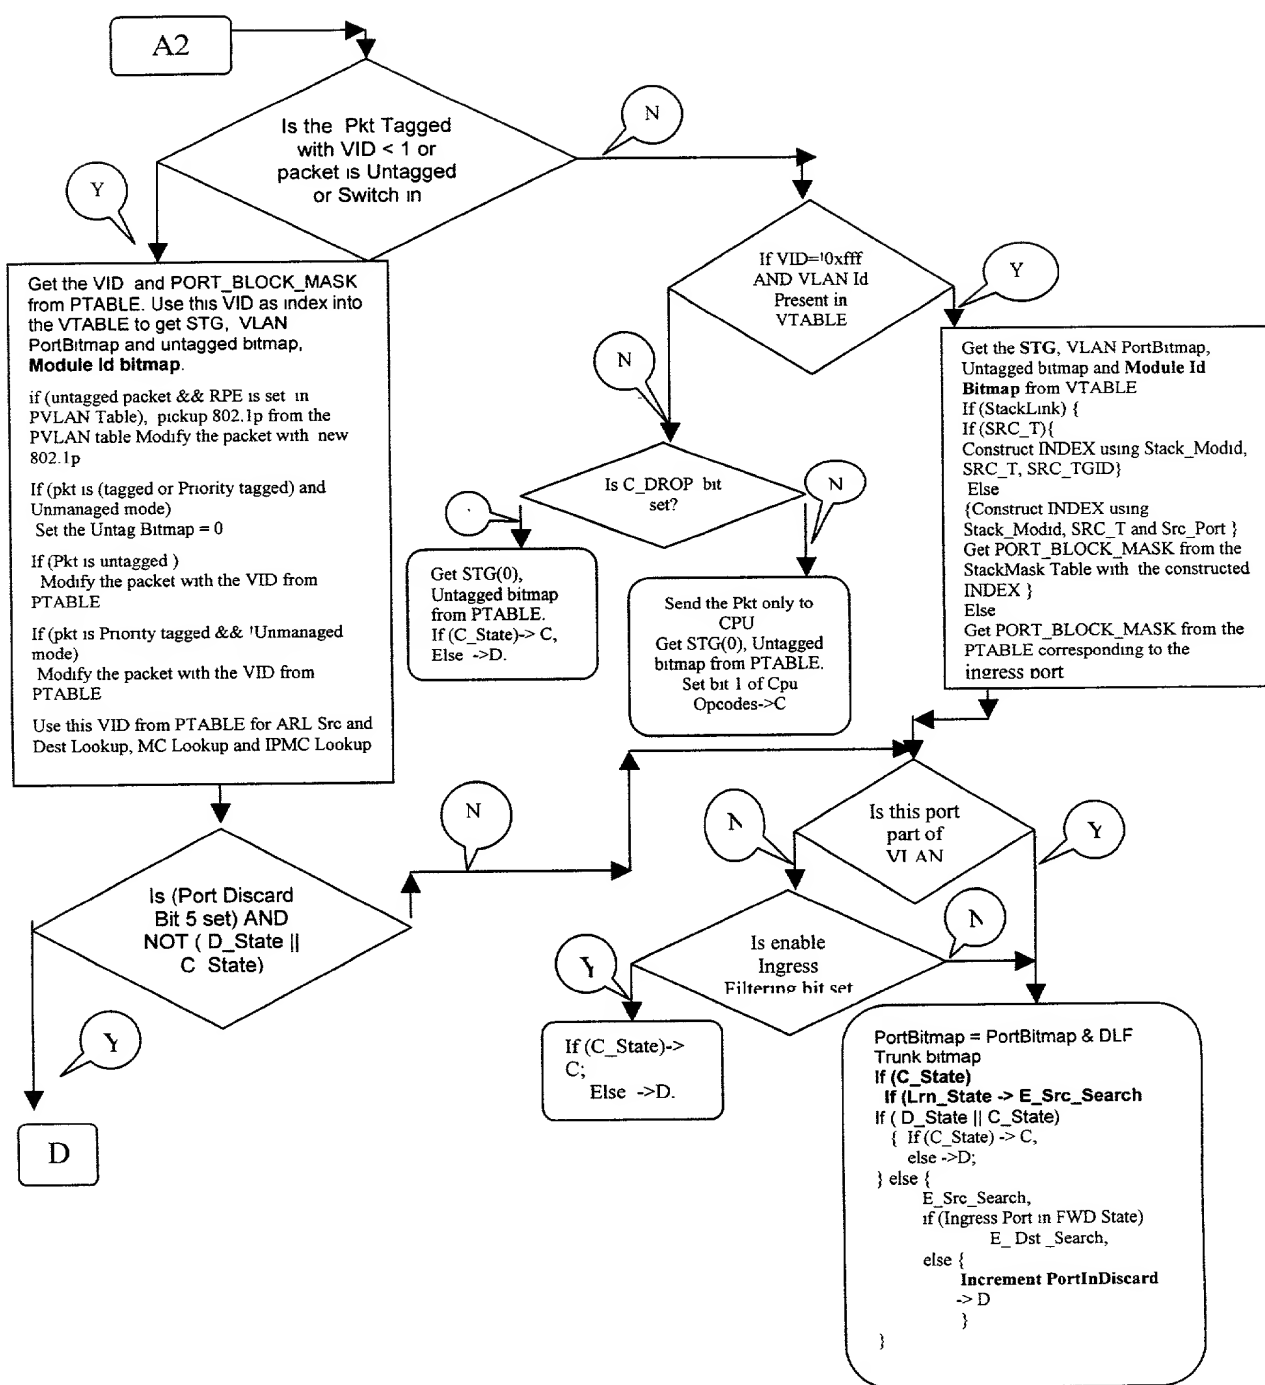 A2
Is the Pkt Tagged
with VID < 1 or
packet is Untagged
or Switch in
N
Y
If VID=!0xfff
AND VLAN Id
Present in
VTABLE
Y
N
Get the VID and PORT_BLOCK_MASK
from PTABLE. Use this VID as index into
the VTABLE to get STG, VLAN
PortBitmap and untagged bitmap,
Module Id bitmap.
if (untagged packet && RPE is set in
PVLAN Table), pickup 802.1p from the
PVLAN table Modify the packet with new
802.1p
If (pkt is (tagged or Priority tagged) and
Unmanaged mode)
Set the Untag Bitmap = 0
If (Pkt is untagged )
Modify the packet with the VID from
PTABLE
If (pkt is Priority tagged && !Unmanaged
mode)
Modify the packet with the VID from
PTABLE
Use this VID from PTABLE for ARL Src and
Dest Lookup, MC Lookup and IPMC Lookup
Get the STG, VLAN PortBitmap,
Untagged bitmap and Module Id
Bitmap from VTABLE
If (StackLink) {
If (SRC_T){
Construct INDEX using Stack_Modid,
SRC_T, SRC_TGID}
Else
{Construct INDEX using
Stack_Modid, SRC_T and Src_Port }
Get PORT_BLOCK_MASK from the
StackMask Table with the constructed
INDEX }
Else
Get PORT_BLOCK_MASK from the
PTABLE corresponding to the
ingress port
Is C_DROP bit
set?
N
Get STG(0),
Untagged bitmap
from PTABLE.
If (C_State)-> C,
Else ->D.
Send the Pkt only to
CPU
Get STG(0), Untagged
bitmap from PTABLE.
Set bit 1 of Cpu
Opcodes->C
N
Is (Port Discard
Bit 5 set) AND
NOT ( D_State ||
C_State)
Y
D
Is this port
part of
VLAN
N
Y
Is enable
Ingress
Filtering bit set
N
Y
If (C_State)->
C;
Else ->D.
PortBitmap = PortBitmap & DLF
Trunk bitmap
If (C_State)
If (Lrn_State -> E_Src_Search
If ( D_State || C_State)
{ If (C_State) -> C,
else ->D;
} else {
E_Src_Search,
if (Ingress Port in FWD State)
E_ Dst _Search,
else {
Increment PortInDiscard
-> D
}
}